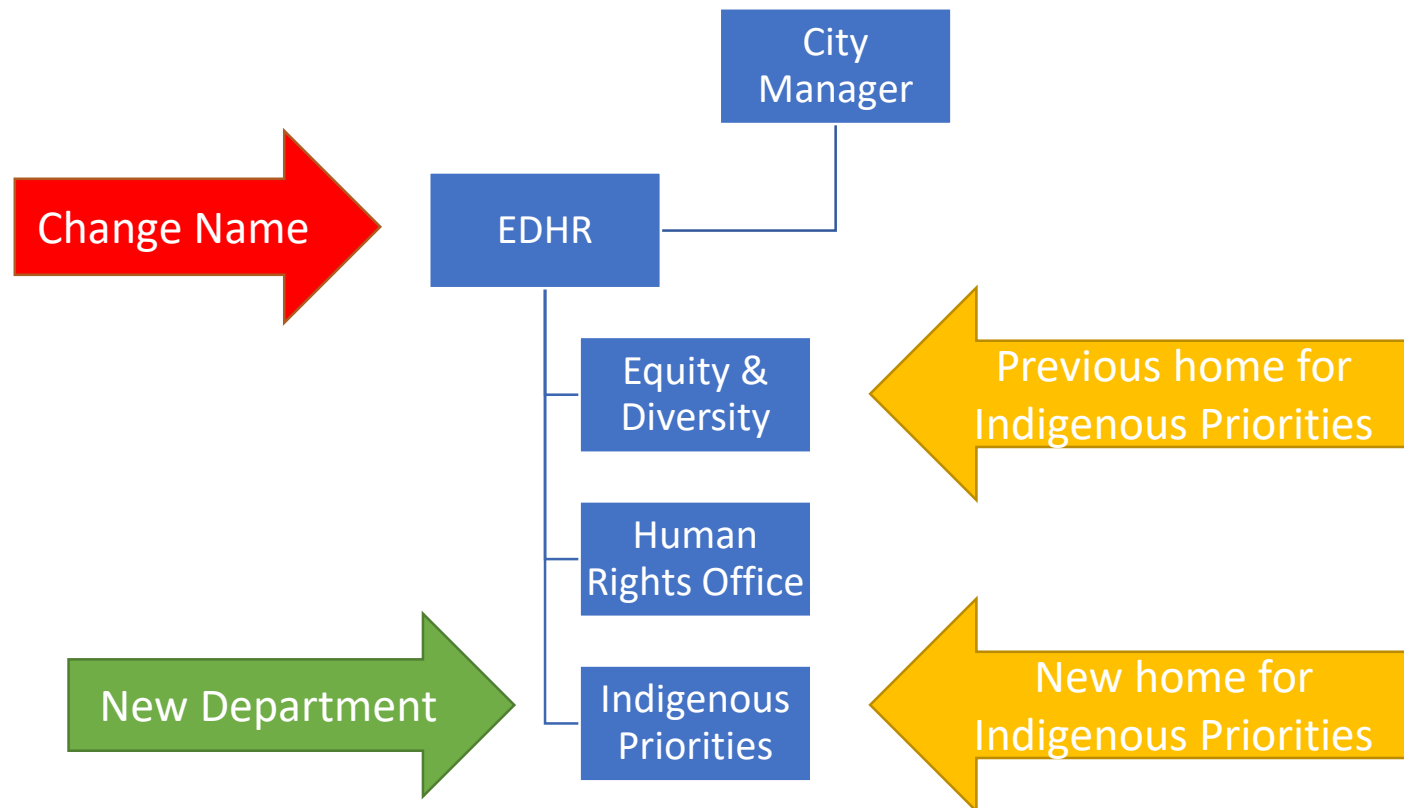 City
Manager
Change Name
EDHR
Equity &
Diversity
Previous home for
Indigenous Priorities
Human
Rights Office
New Department
Indigenous
Priorities
New home for
Indigenous Priorities